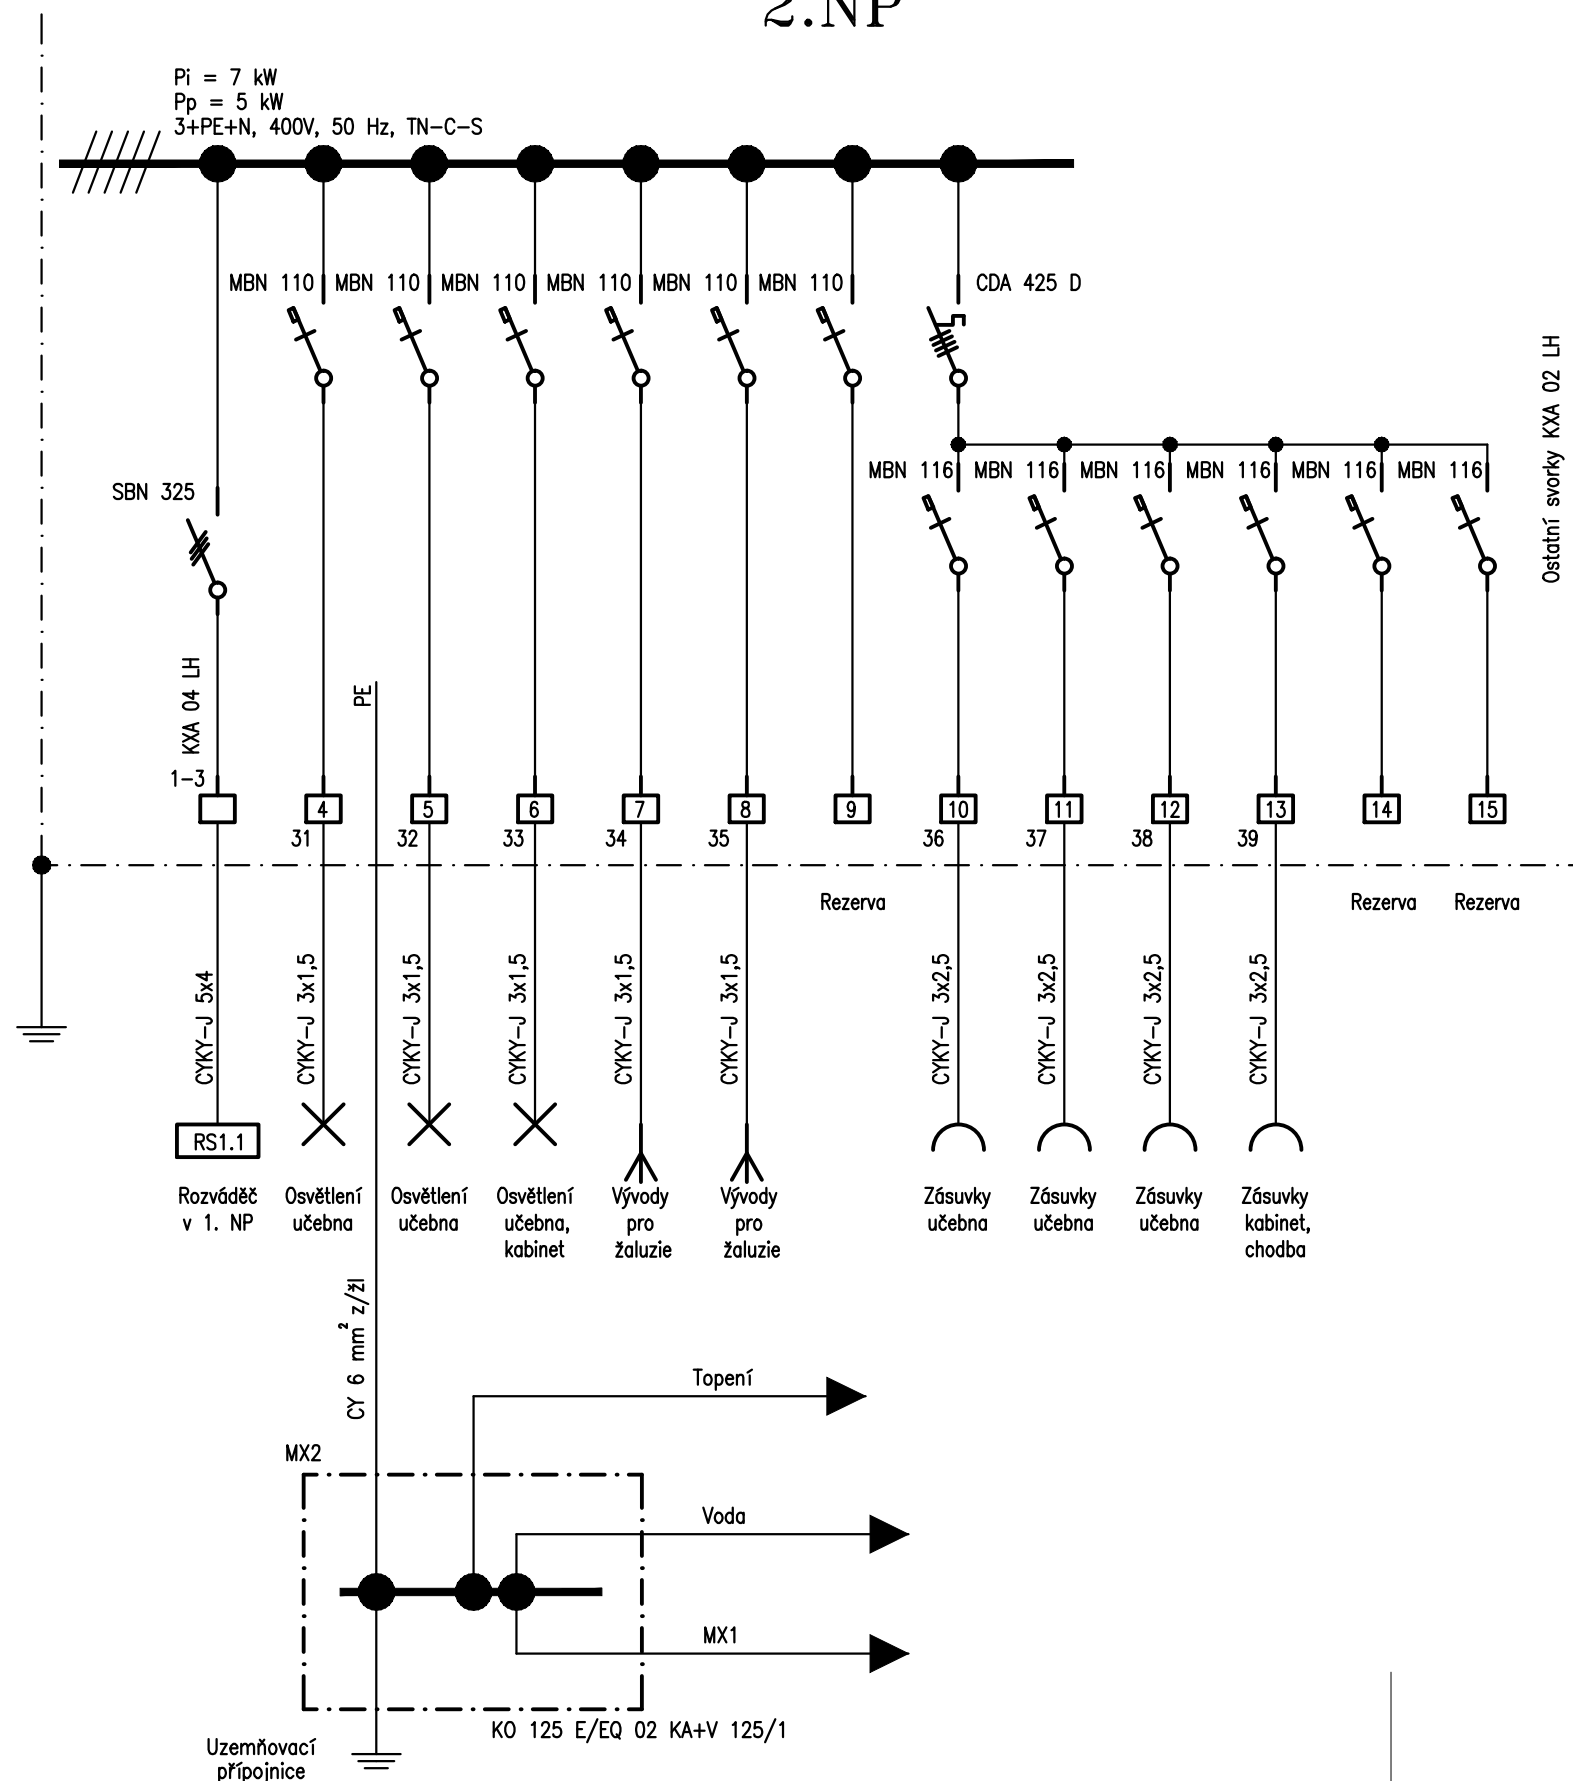 2.NP
Pi = 7 kW
Pp = 5 kW
3+PE+N, 400V, 50 Hz, TN-C-S
MBN 110
MBN 110
MBN 110
MBN 110
MBN 110
MBN 110
CDA 425 D
Ostatní svorky KXA 02 LH
MBN 116
MBN 116
MBN 116
MBN 116
MBN 116
MBN 116
SBN 325
KXA 04 LH
PE
1-3
4
5
6
7
8
9
10
11
12
13
14
15
31
32
33
34
35
36
37
38
39
Rezerva
Rezerva
Rezerva
CYKY-J 5x4
CYKY-J 3x1,5
CYKY-J 3x1,5
CYKY-J 3x1,5
CYKY-J 3x1,5
CYKY-J 3x1,5
CYKY-J 3x2,5
CYKY-J 3x2,5
CYKY-J 3x2,5
CYKY-J 3x2,5
RS1.1
Rozváděč
v 1. NP
Osvětlení
učebna
Osvětlení
učebna
Osvětlení
učebna,
kabinet
Vývody
pro
žaluzie
Vývody
pro
žaluzie
Zásuvky
učebna
Zásuvky
učebna
Zásuvky
učebna
Zásuvky
kabinet,
chodba
CY 6 mm² z/žl
Topení
MX2
Voda
MX1
KO 125 E/EQ 02 KA+V 125/1
Uzemňovací
přípojnice